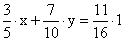 3/5 · x + 7/10 · y = 11/16 · 1